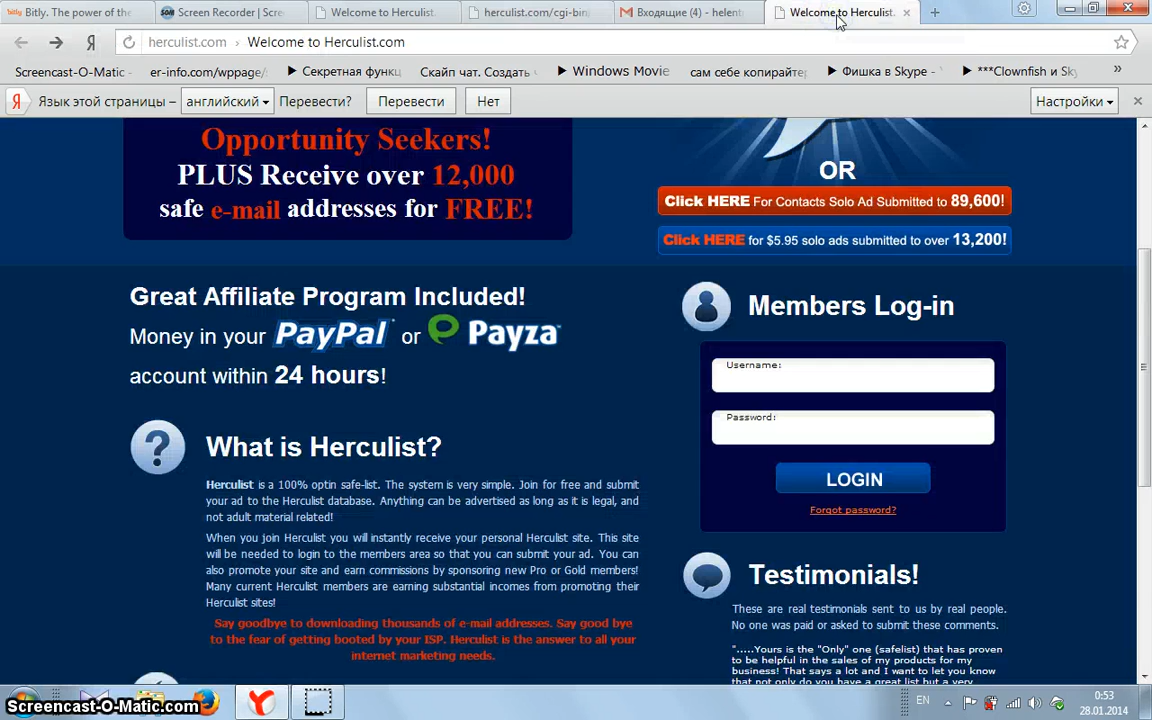 bitly Bitly. The power of the
SOM Screen Recorder | Scre
Welcome to Herculist.com
herculist.com/cgi-bin
Входящие (4) - helen
Welcome to Herculist.
herculist.com › Welcome to Herculist.com
Screencast-O-Matic -
er-info.com/wppage/
Секретная функц
Скайп чат. Создать
Windows Movie
сам себе копирайтер
Фишка в Skype -
***Clownfish и Sky
»
Я Язык этой страницы – английский Перевести? Перевести Нет Настройки
Opportunity Seekers!
PLUS Receive over 12,000
safe e-mail addresses for FREE!
OR
Click HERE For Contacts Solo Ad Submitted to 89,600!
Click HERE for $5.95 solo ads submitted to over 13,200!
Great Affiliate Program Included!
Money in your PayPal or Payza
account within 24 hours!
What is Herculist?
Herculist is a 100% optin safe-list. The system is very simple. Join for free and submit
your ad to the Herculist database. Anything can be advertised as long as it is legal, and
not adult material related!
When you join Herculist you will instantly receive your personal Herculist site. This site
will be needed to login to the members area so that you can submit your ad. You can
also promote your site and earn commissions by sponsoring new Pro or Gold members!
Many current Herculist members are earning substantial incomes from promoting their
Herculist sites!
Say goodbye to downloading thousands of e-mail addresses. Say good bye
to the fear of getting booted by your ISP. Herculist is the answer to all your
internet marketing needs.
Members Log-in
Username:
Password:
LOGIN
Forgot password?
Testimonials!
These are real testimonials sent to us by real people.
No one was paid or asked to submit these comments.
".....Yours is the "Only" one (safelist) that has proven
to be helpful in the sales of my products for my
business! That says a lot and I want to let you know
that not only do you have a great list but a very
Screencast-O-Matic.com
EN
0:53
28.01.2014